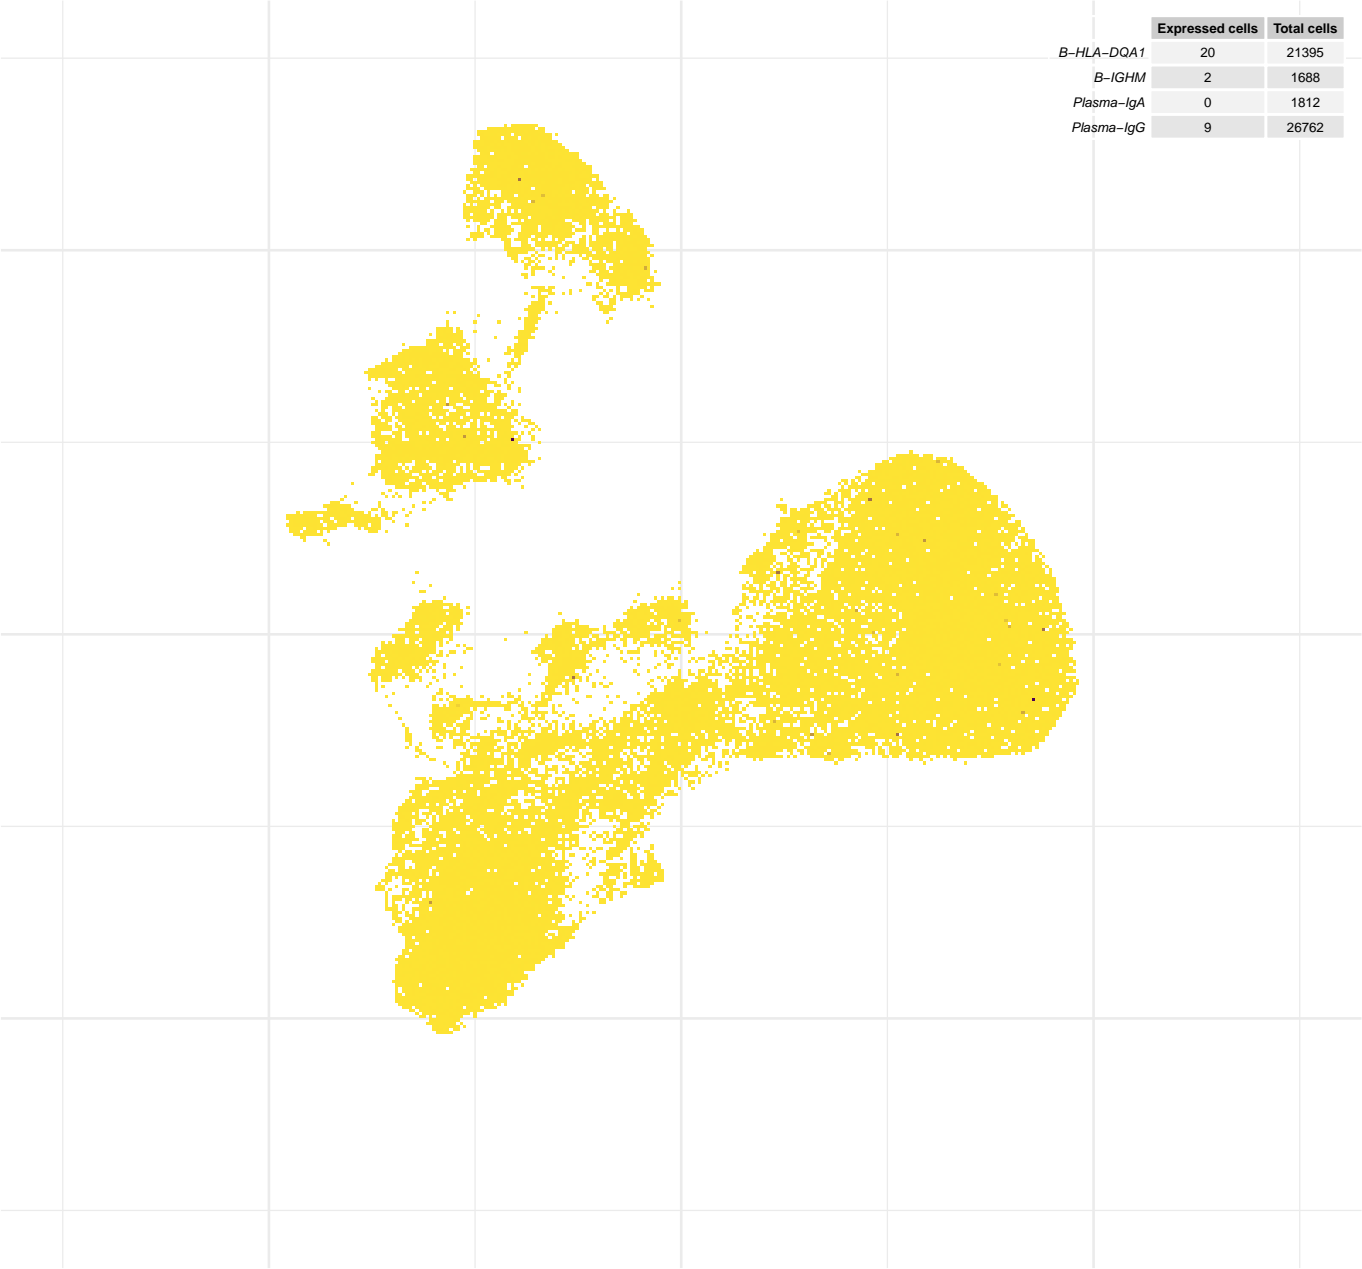 Expressed cells Total cells
B−HLA−DQA1 20 21395
B−IGHM 2 1688
Plasma−IgA 0 1812
Plasma−IgG 9 26762